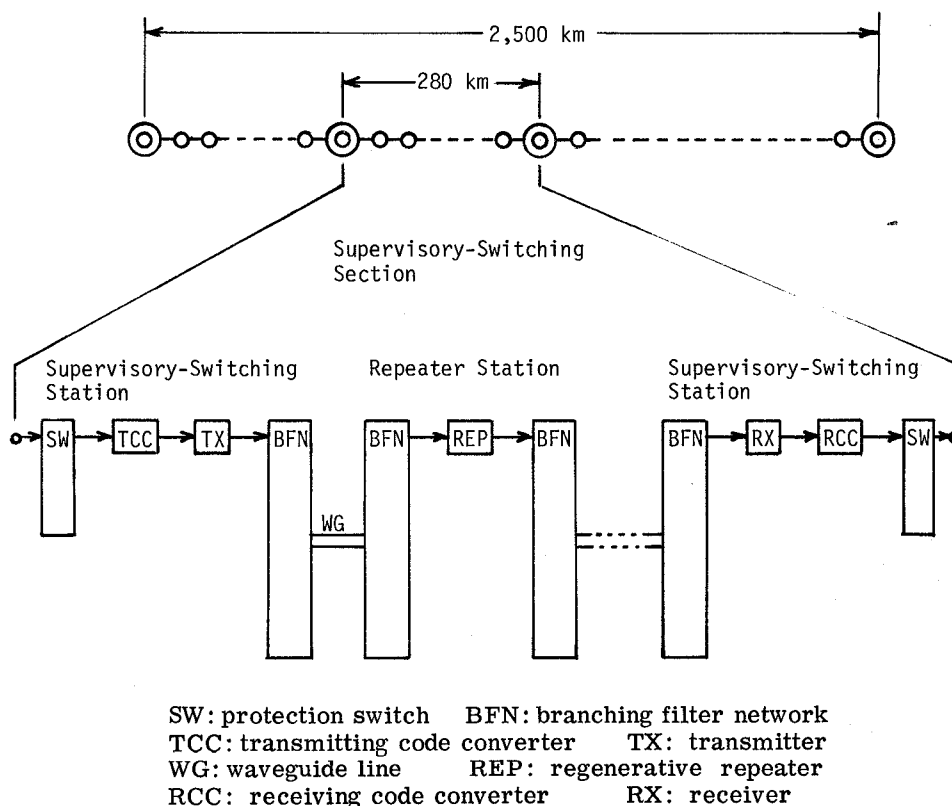 2,500 km
280 km
Supervisory-Switching
Section
Supervisory-Switching
Station
Repeater Station
Supervisory-Switching
Station
SW TCC TX BFN BFN REP BFN BFN RX RCC SW
WG
SW: protection switch BFN: branching filter network
TCC: transmitting code converter TX: transmitter
WG: waveguide line REP: regenerative repeater
RCC: receiving code converter RX: receiver